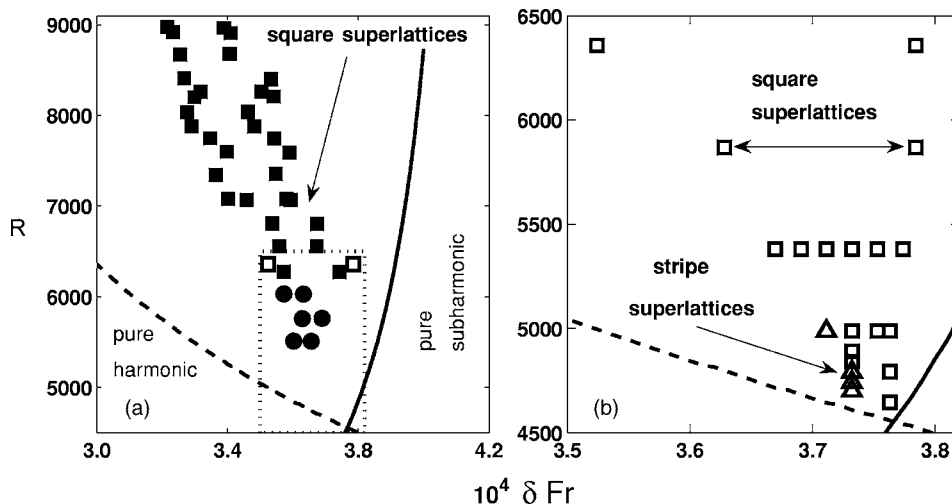 9000
8000
7000
6000
5000
R
square superlattices
pure
harmonic
pure
subharmonic
(a)
3.0
3.4
3.8
4.2
6500
6000
5500
5000
4500
square
superlattices
stripe
superlattices
(b)
3.5
3.6
3.7
3.8
10⁴ δ Fr